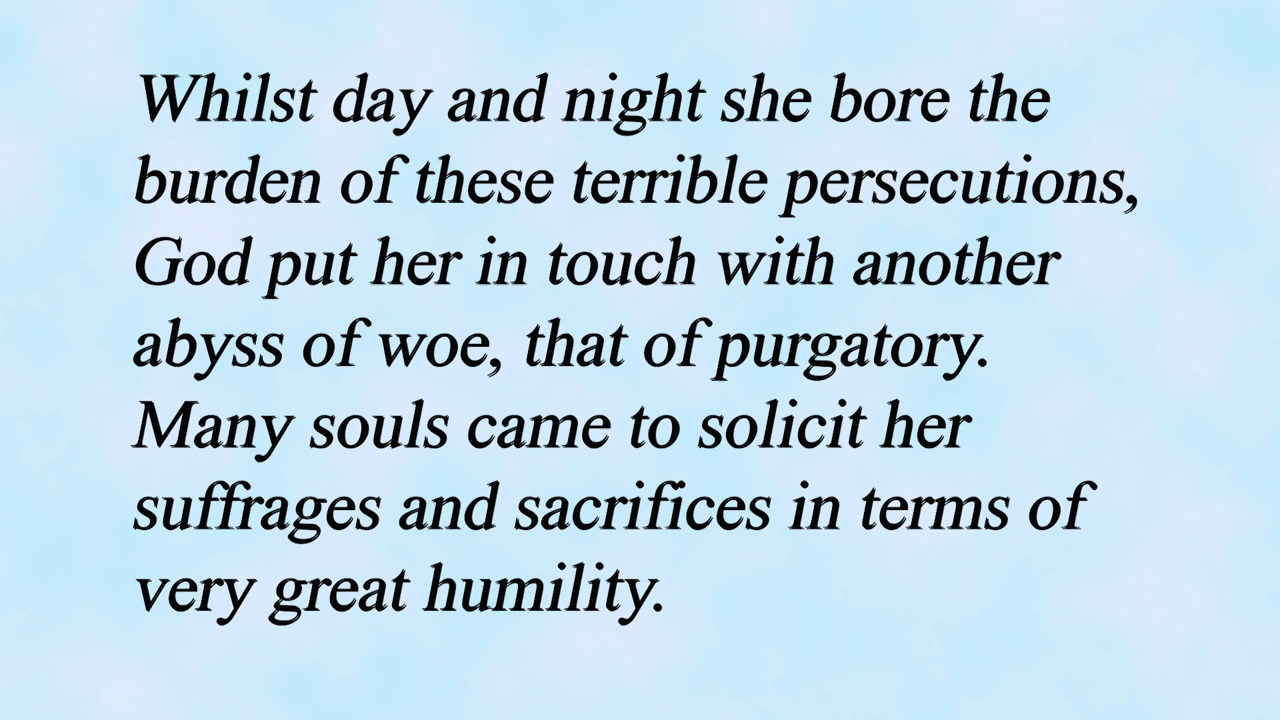 Whilst day and night she bore the
burden of these terrible persecutions,
God put her in touch with another
abyss of woe, that of purgatory.
Many souls came to solicit her
suffrages and sacrifices in terms of
very great humility.